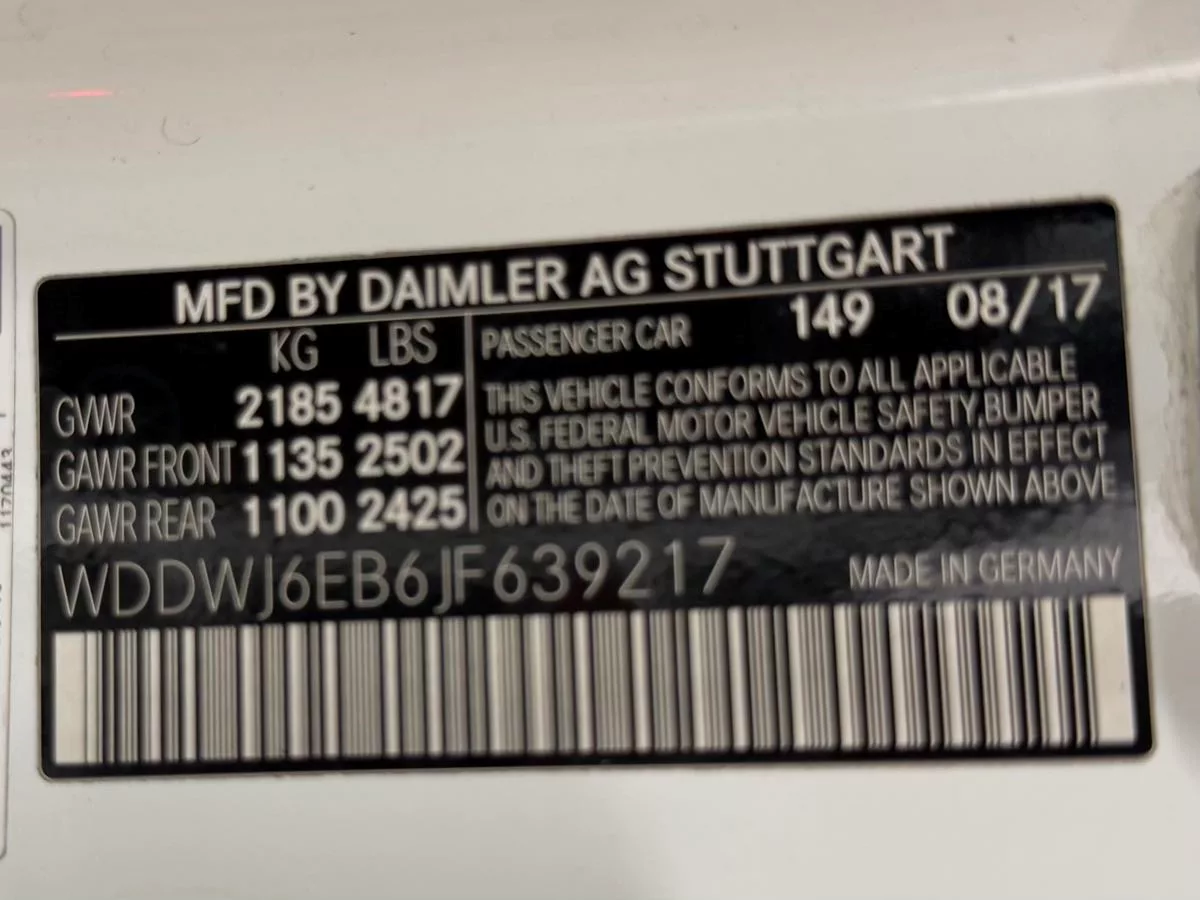 MFD BY DAIMLER AG STUTTGART
KG LBS
GVWR 2185 4817
GAWR FRONT 1135 2502
GAWR REAR 1100 2425
PASSENGER CAR 149 08/17
THIS VEHICLE CONFORMS TO ALL APPLICABLE
U.S. FEDERAL MOTOR VEHICLE SAFETY,BUMPER
AND THEFT PREVENTION STANDARDS IN EFFECT
ON THE DATE OF MANUFACTURE SHOWN ABOVE
WDDWJ6EB6JF639217
MADE IN GERMANY